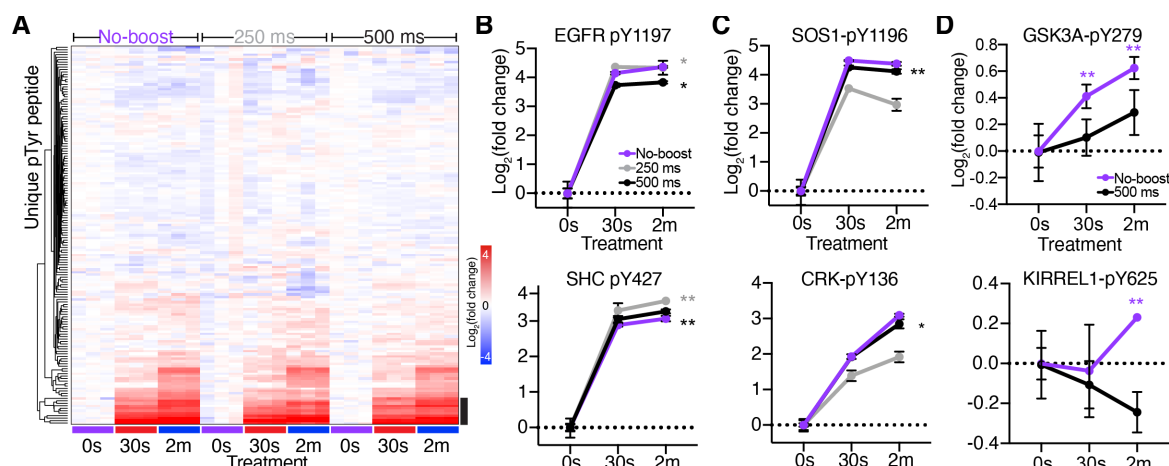 A
No-boost 250 ms 500 ms
Unique pTyr peptide
4
0
-4
Log2(fold change)
0s 30s 2m 0s 30s 2m 0s 30s 2m
Treatment
B
EGFR pY1197
Log2(fold change)
5
4
3
2
1
0
*
*
No-boost
250 ms
500 ms
0s 30s 2m
Treatment
SHC pY427
4
3
2
1
0
**
**
0s 30s 2m
C
SOS1-pY1196
Log2(fold change)
5
4
3
5
1
0
**
0s 30s 2m
Treatment
CRK-pY136
4
3
2
1
0
*
0s 30s 2m
D
GSK3A-pY279
Log2(fold change)
0.8
0.6
0.4
0.2
0.0
-0.2
-0.4
**
**
No-boost
500 ms
0s 30s 2m
Treatment
KIRREL1-pY625
0.4
0.2
0.0
-0.2
-0.4
**
0s 30s 2m